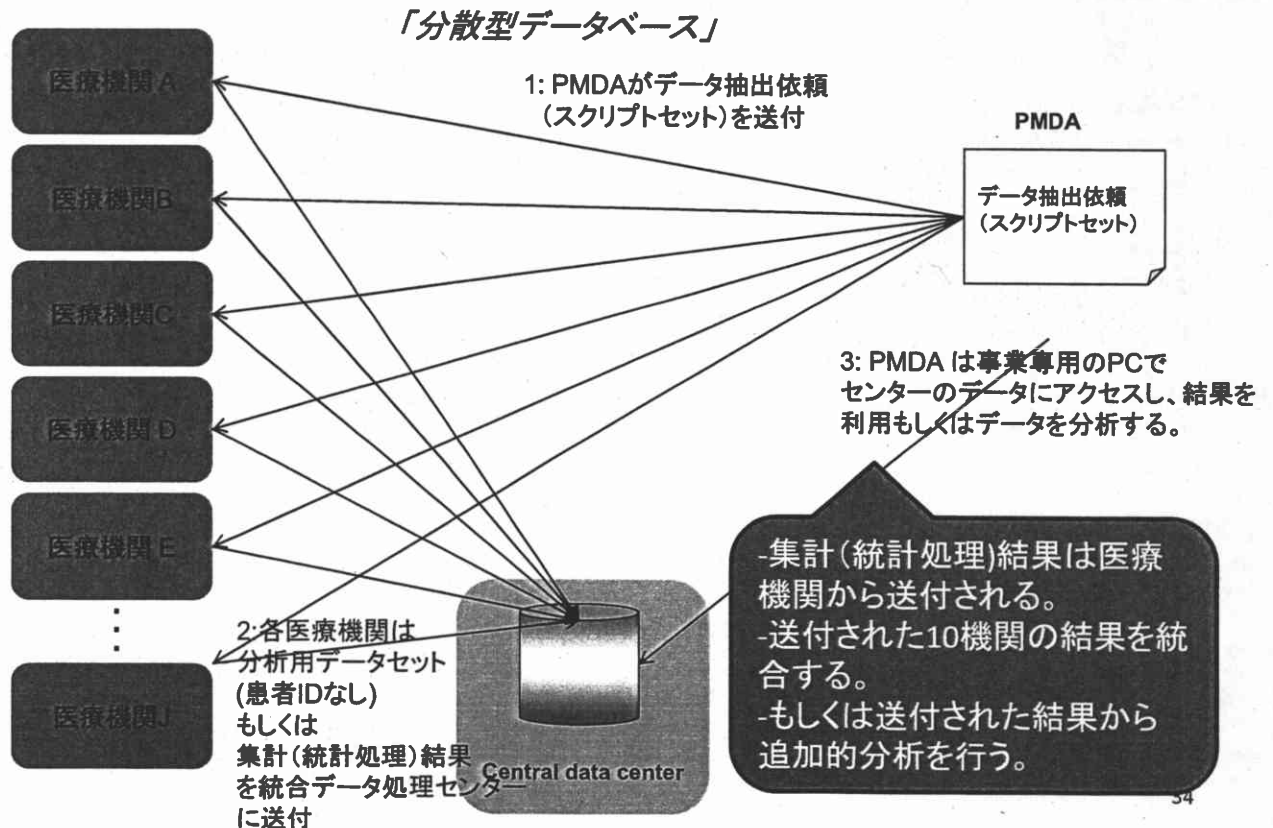 「分散型データベース」
医療機関 A
医療機関B
医療機関C
医療機関 D
医療機関 E
医療機関J
1: PMDAがデータ抽出依頼
（スクリプトセット）を送付
PMDA
データ抽出依頼
（スクリプトセット）
3: PMDA は事業専用のPCで
センターのデータにアクセスし、結果を
利用もしくはデータを分析する。
2:各医療機関は
分析用データセット
(患者IDなし)
もしくは
集計（統計処理）結果
を統合データ処理センター
に送付
Central data center
-集計（統計処理)結果は医療
機関から送付される。
-送付された10機関の結果を統
合する。
-もしくは送付された結果から
追加的分析を行う。
34